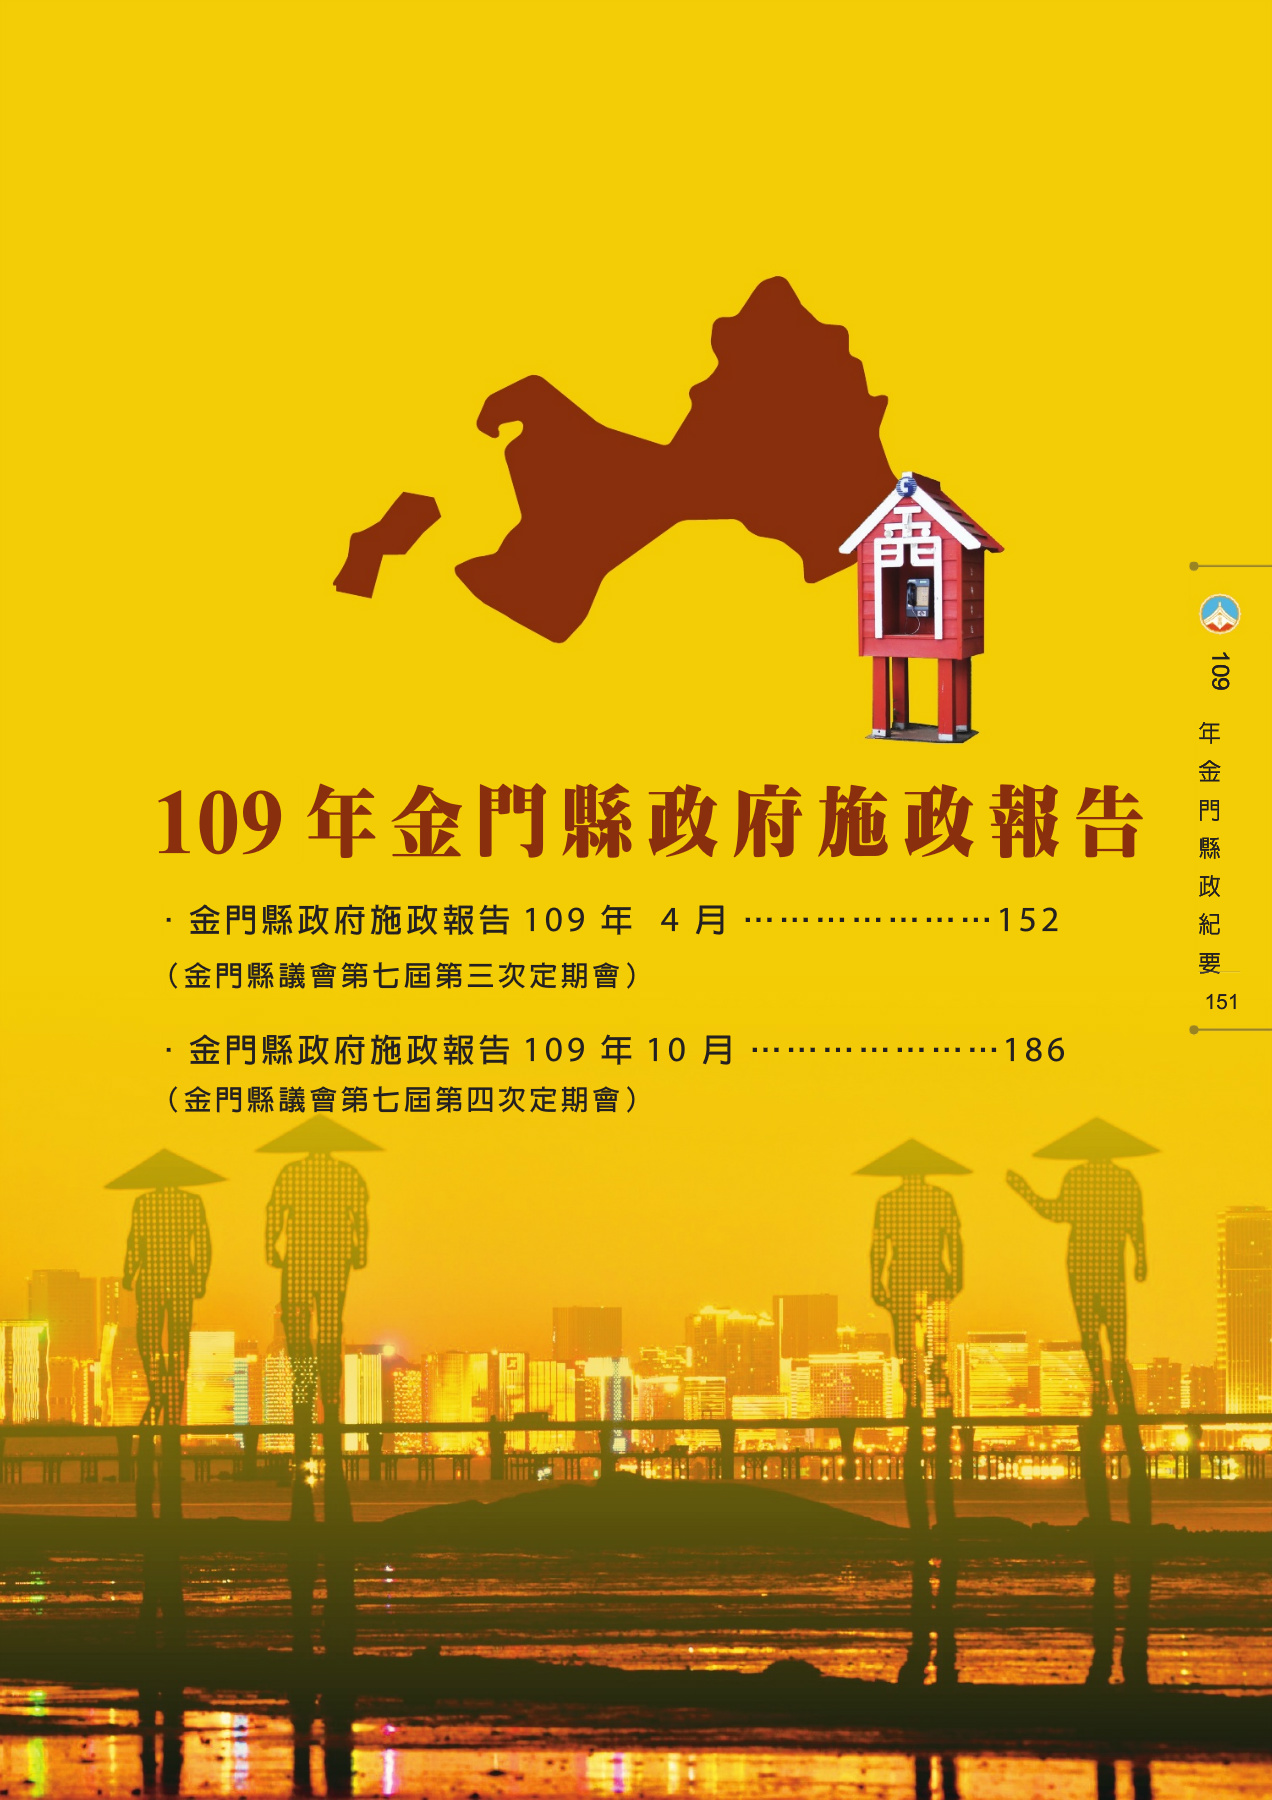 109 年金門縣政府施政報告
· 金門縣政府施政報告 109 年 4 月 …………………152
（金門縣議會第七屆第三次定期會）
· 金門縣政府施政報告 109 年 10 月 …………………186
（金門縣議會第七屆第四次定期會）
109 年金門縣政紀要
151